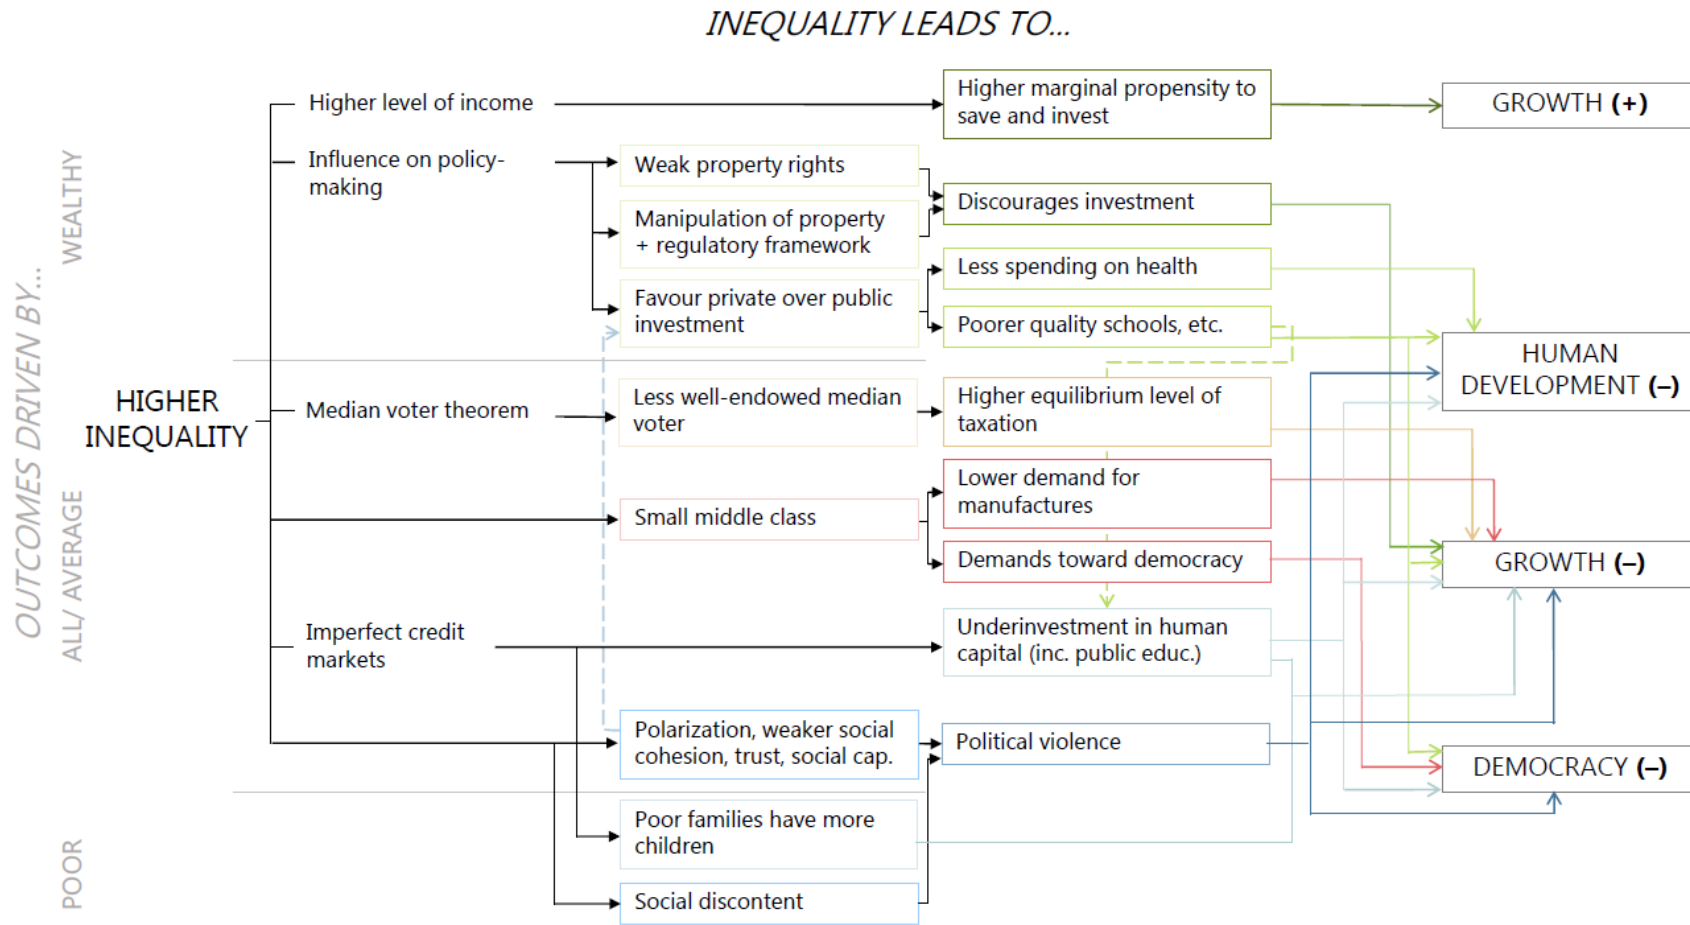 INEQUALITY LEADS TO...
OUTCOMES DRIVEN BY...
WEALTHY
ALL/ AVERAGE
POOR
HIGHER
INEQUALITY
Higher level of income
Influence on policy-
making
Median voter theorem
Imperfect credit
markets
Weak property rights
Manipulation of property
+ regulatory framework
Favour private over public
investment
Less well-endowed median
voter
Small middle class
Polarization, weaker social
cohesion, trust, social cap.
Poor families have more
children
Social discontent
Higher marginal propensity to
save and invest
Discourages investment
Less spending on health
Poorer quality schools, etc.
Higher equilibrium level of
taxation
Lower demand for
manufactures
Demands toward democracy
Underinvestment in human
capital (inc. public educ.)
Political violence
GROWTH (+)
HUMAN
DEVELOPMENT (–)
GROWTH (–)
DEMOCRACY (–)